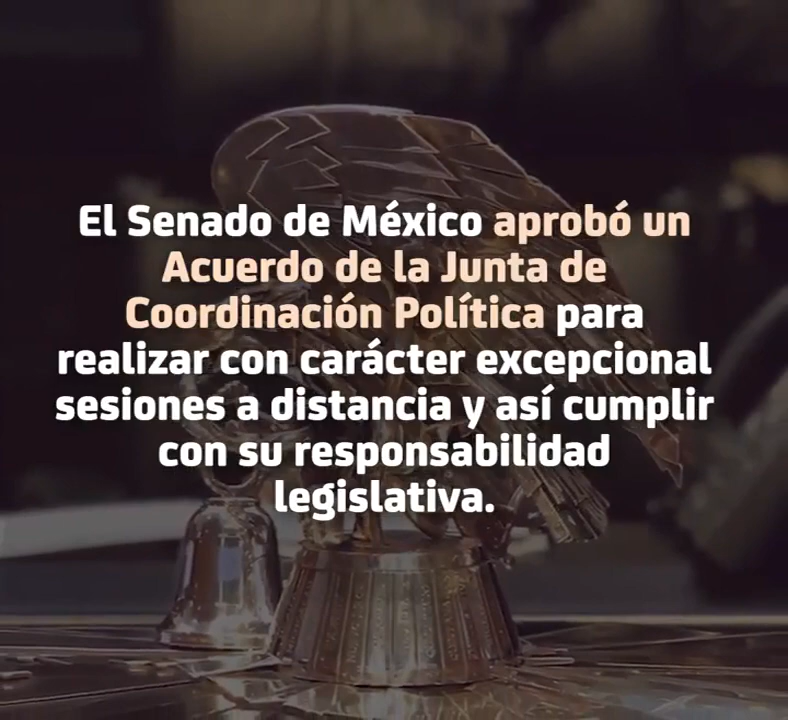 El Senado de México aprobó un
Acuerdo de la Junta de
Coordinación Política para
realizar con carácter excepcional
sesiones a distancia y así cumplir
con su responsabilidad
legislativa.